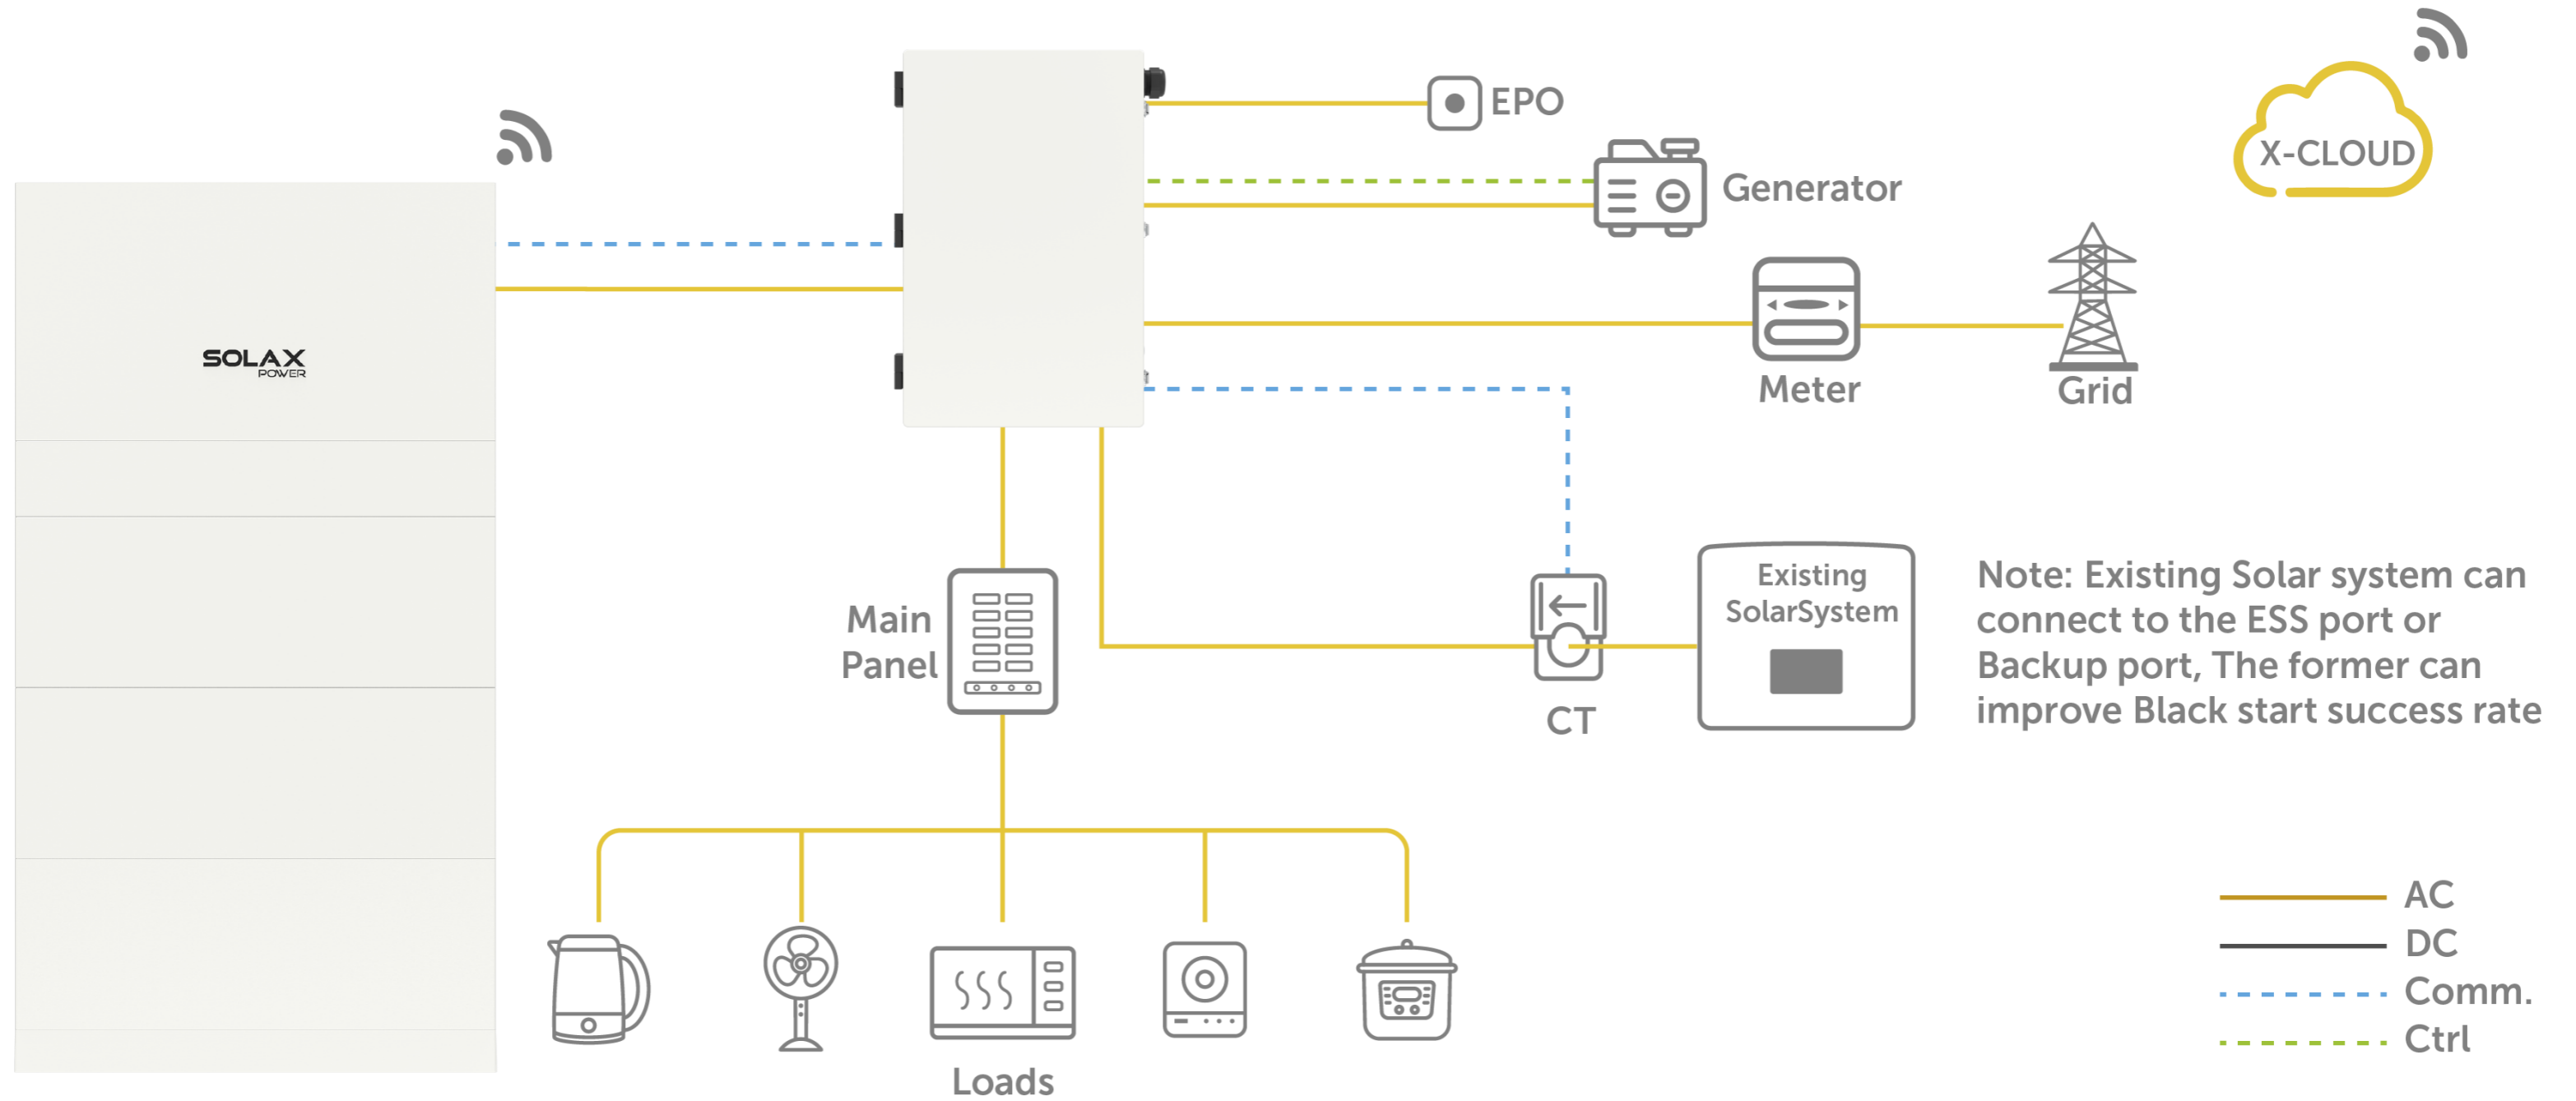 EPO
X-CLOUD
Generator
SOLAX
POWER
Meter
Grid
Main
Panel
Existing
SolarSystem
CT
Note: Existing Solar system can
connect to the ESS port or
Backup port, The former can
improve Black start success rate
Loads
AC
DC
Comm.
Ctrl